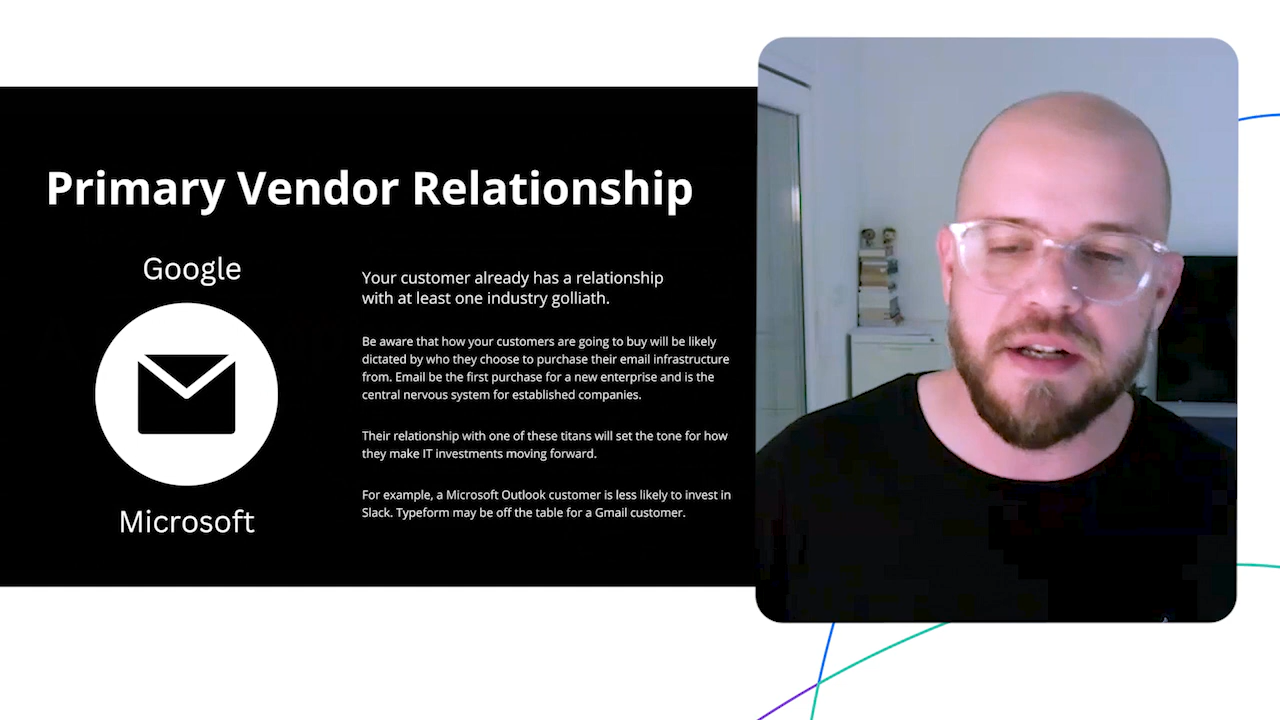 Primary Vendor Relationship
Google
Microsoft
Your customer already has a relationship
with at least one industry golliath.
Be aware that how your customers are going to buy will be likely
dictated by who they choose to purchase their email infrastructure
from. Email be the first purchase for a new enterprise and is the
central nervous system for established companies.
Their relationship with one of these titans will set the tone for how
they make IT investments moving forward.
For example, a Microsoft Outlook customer is less likely to invest in
Slack. Typeform may be off the table for a Gmail customer.